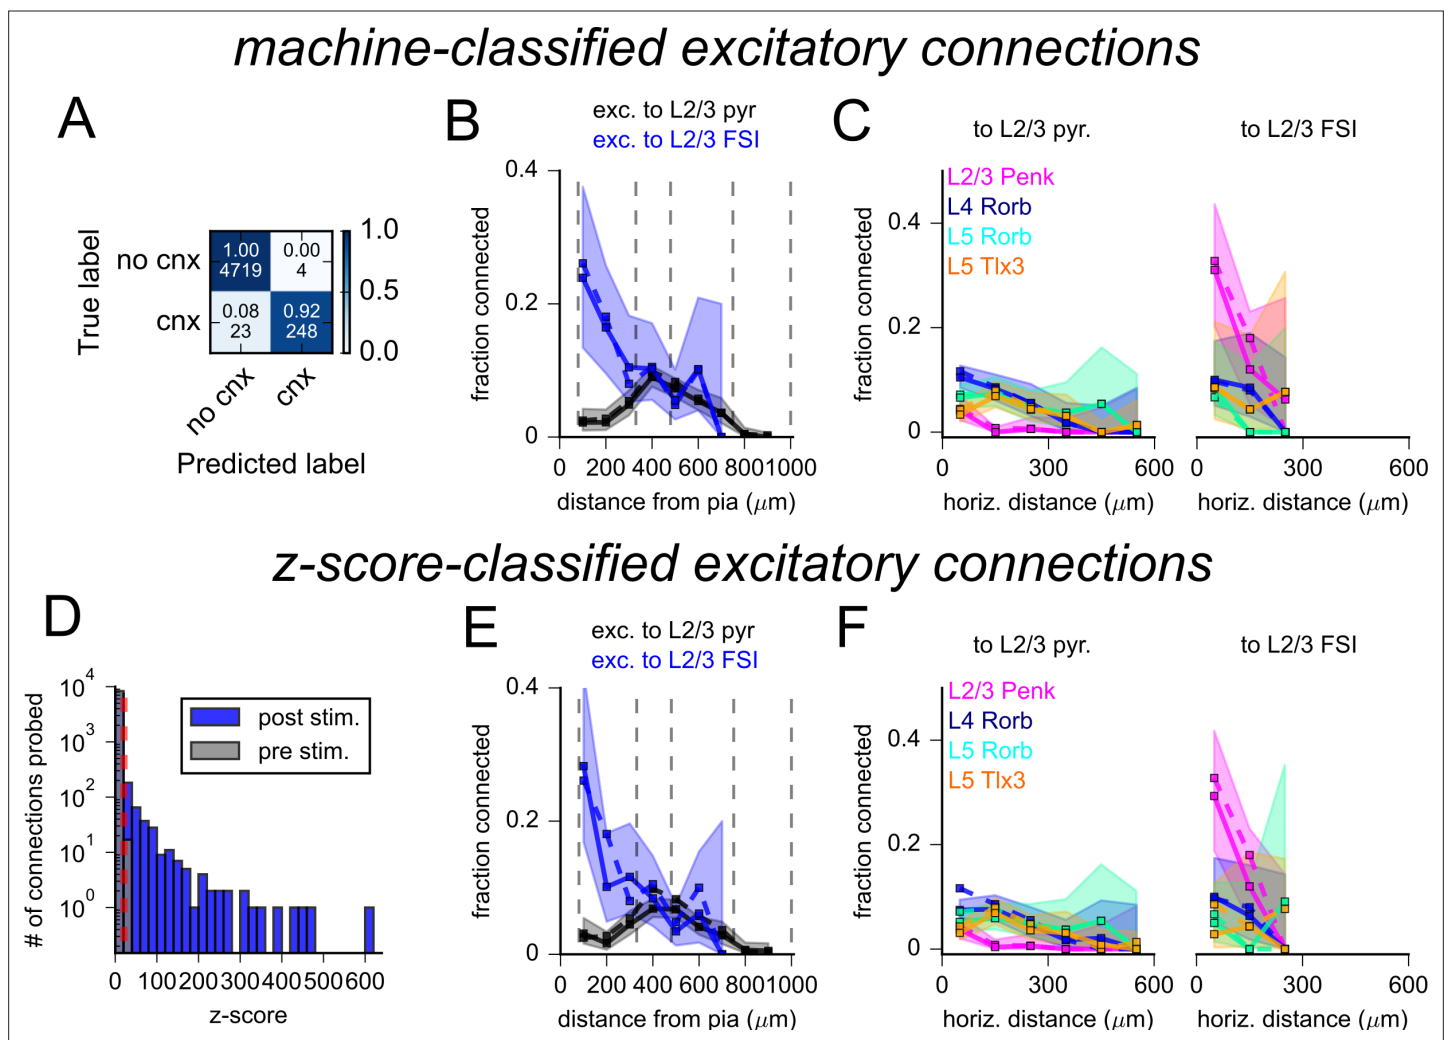 machine-classified excitatory connections
A
True label
no cnx
cnx
1.00
4719
0.00
4
0.08
23
0.92
248
1.0
0.5
0.0
no cnx
cnx
Predicted label
B
exc. to L2/3 pyr
exc. to L2/3 FSI
fraction connected
0.4
0.2
0
0 200 400 600 800 1000
distance from pia (μm)
C
to L2/3 pyr.
to L2/3 FSI
L2/3 Penk
L4 Rorb
L5 Rorb
L5 Tlx3
fraction connected
0.4
0.2
0
0 300 600
horiz. distance (μm)
0 300 600
horiz. distance (μm)
z-score-classified excitatory connections
D
# of connections probed
10^4
10^3
10^2
10^1
10^0
post stim.
pre stim.
0 100 200 300 400 500 600
z-score
E
exc. to L2/3 pyr
exc. to L2/3 FSI
fraction connected
0.4
0.2
0
0 200 400 600 800 1000
distance from pia (μm)
F
to L2/3 pyr.
to L2/3 FSI
L2/3 Penk
L4 Rorb
L5 Rorb
L5 Tlx3
fraction connected
0.4
0.2
0
0 300 600
horiz. distance (μm)
0 300 600
horiz. distance (μm)